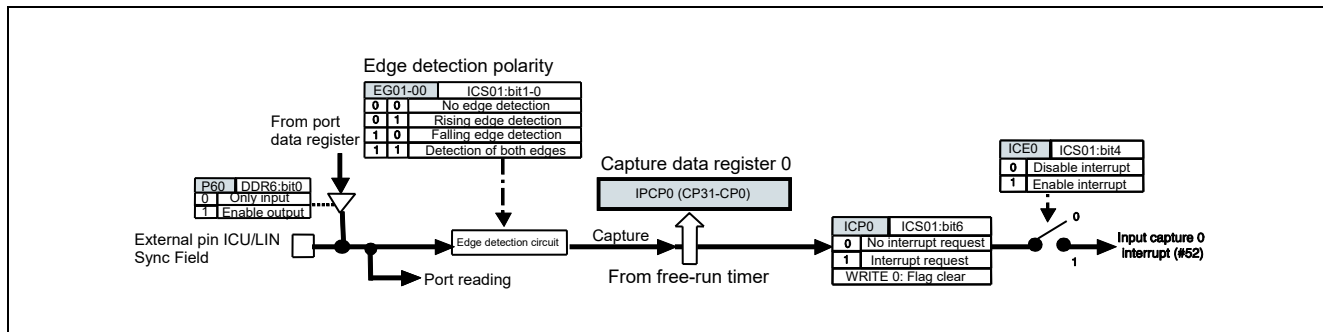 Edge detection polarity
EG01-00 ICS01:bit1-0
0 0 No edge detection
0 1 Rising edge detection
1 0 Falling edge detection
1 1 Detection of both edges
From port
data register
P60 DDR6:bit0
0 Only input
1 Enable output
External pin ICU/LIN
Sync Field
Port reading
Edge detection circuit
Capture
Capture data register 0
IPCP0 (CP31-CP0)
From free-run timer
ICP0 ICS01:bit6
0 No interrupt request
1 Interrupt request
WRITE 0: Flag clear
ICE0 ICS01:bit4
0 Disable interrupt
1 Enable interrupt
0
1
Input capture 0
interrupt (#52)